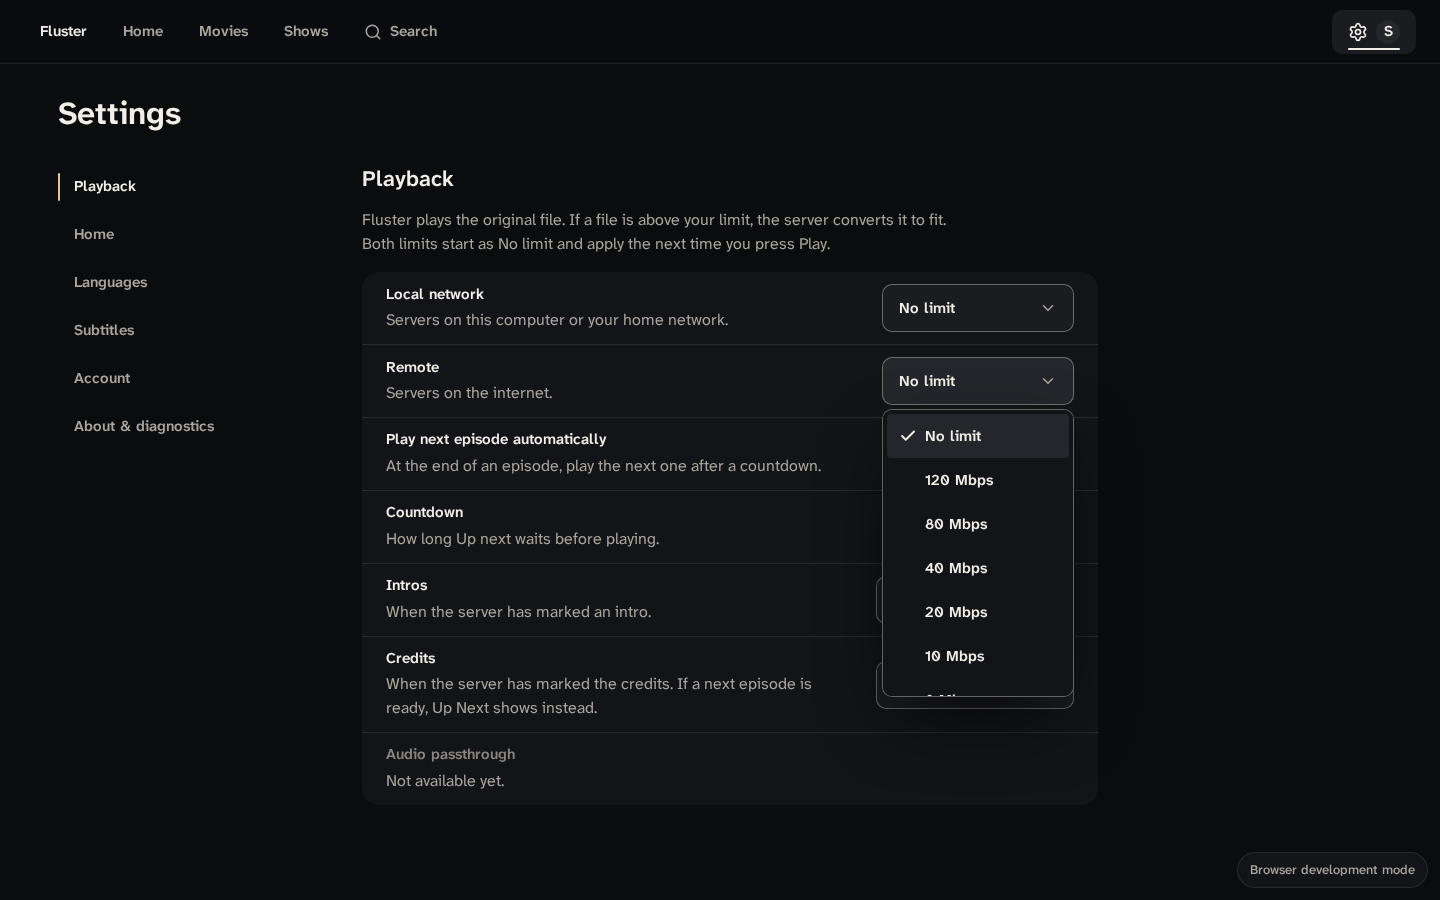 Fluster
Home
Movies
Shows
Search
S
Settings
Playback
Home
Languages
Subtitles
Account
About & diagnostics
Playback
Fluster plays the original file. If a file is above your limit, the server converts it to fit.
Both limits start as No limit and apply the next time you press Play.
Local network
Servers on this computer or your home network.
No limit
Remote
Servers on the internet.
No limit
No limit
120 Mbps
80 Mbps
40 Mbps
20 Mbps
10 Mbps
Play next episode automatically
At the end of an episode, play the next one after a countdown.
Countdown
How long Up next waits before playing.
Intros
When the server has marked an intro.
Credits
When the server has marked the credits. If a next episode is
ready, Up Next shows instead.
Audio passthrough
Not available yet.
Browser development mode